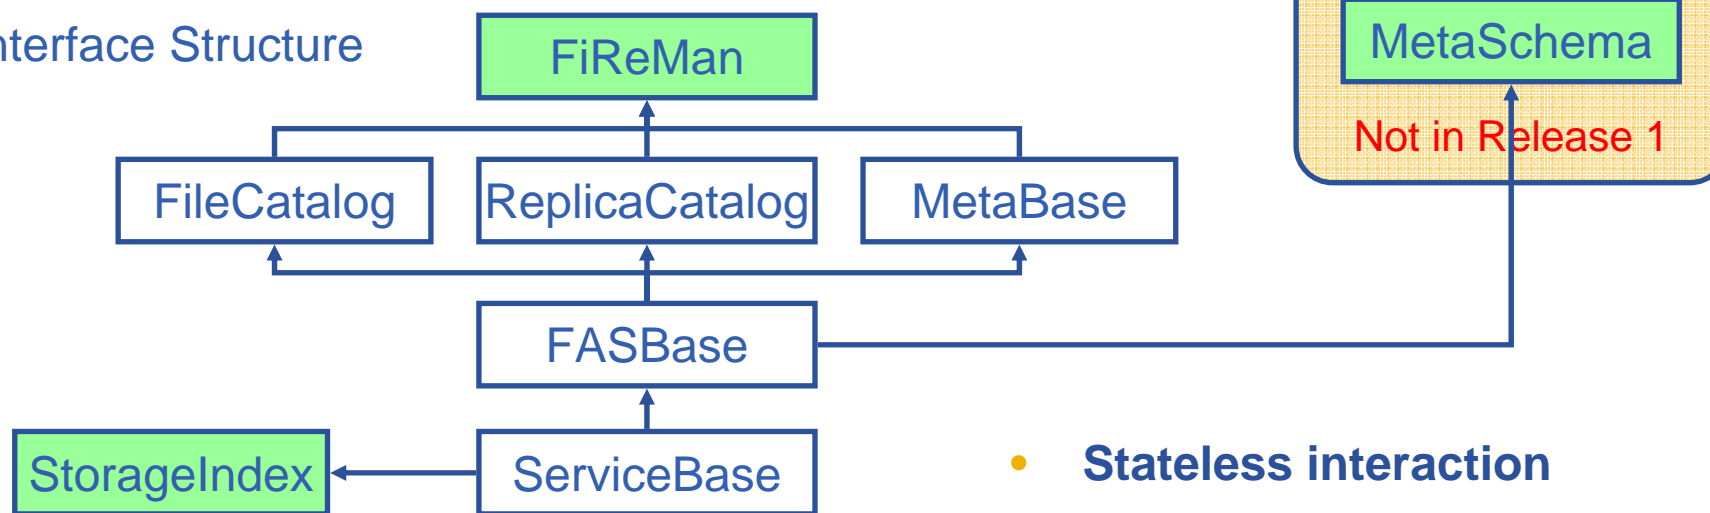 nterface Structure
FiReMan
MetaSchema
Not in Release 1
FileCatalog
ReplicaCatalog
MetaBase
FASBase
StorageIndex
ServiceBase
• Stateless interaction